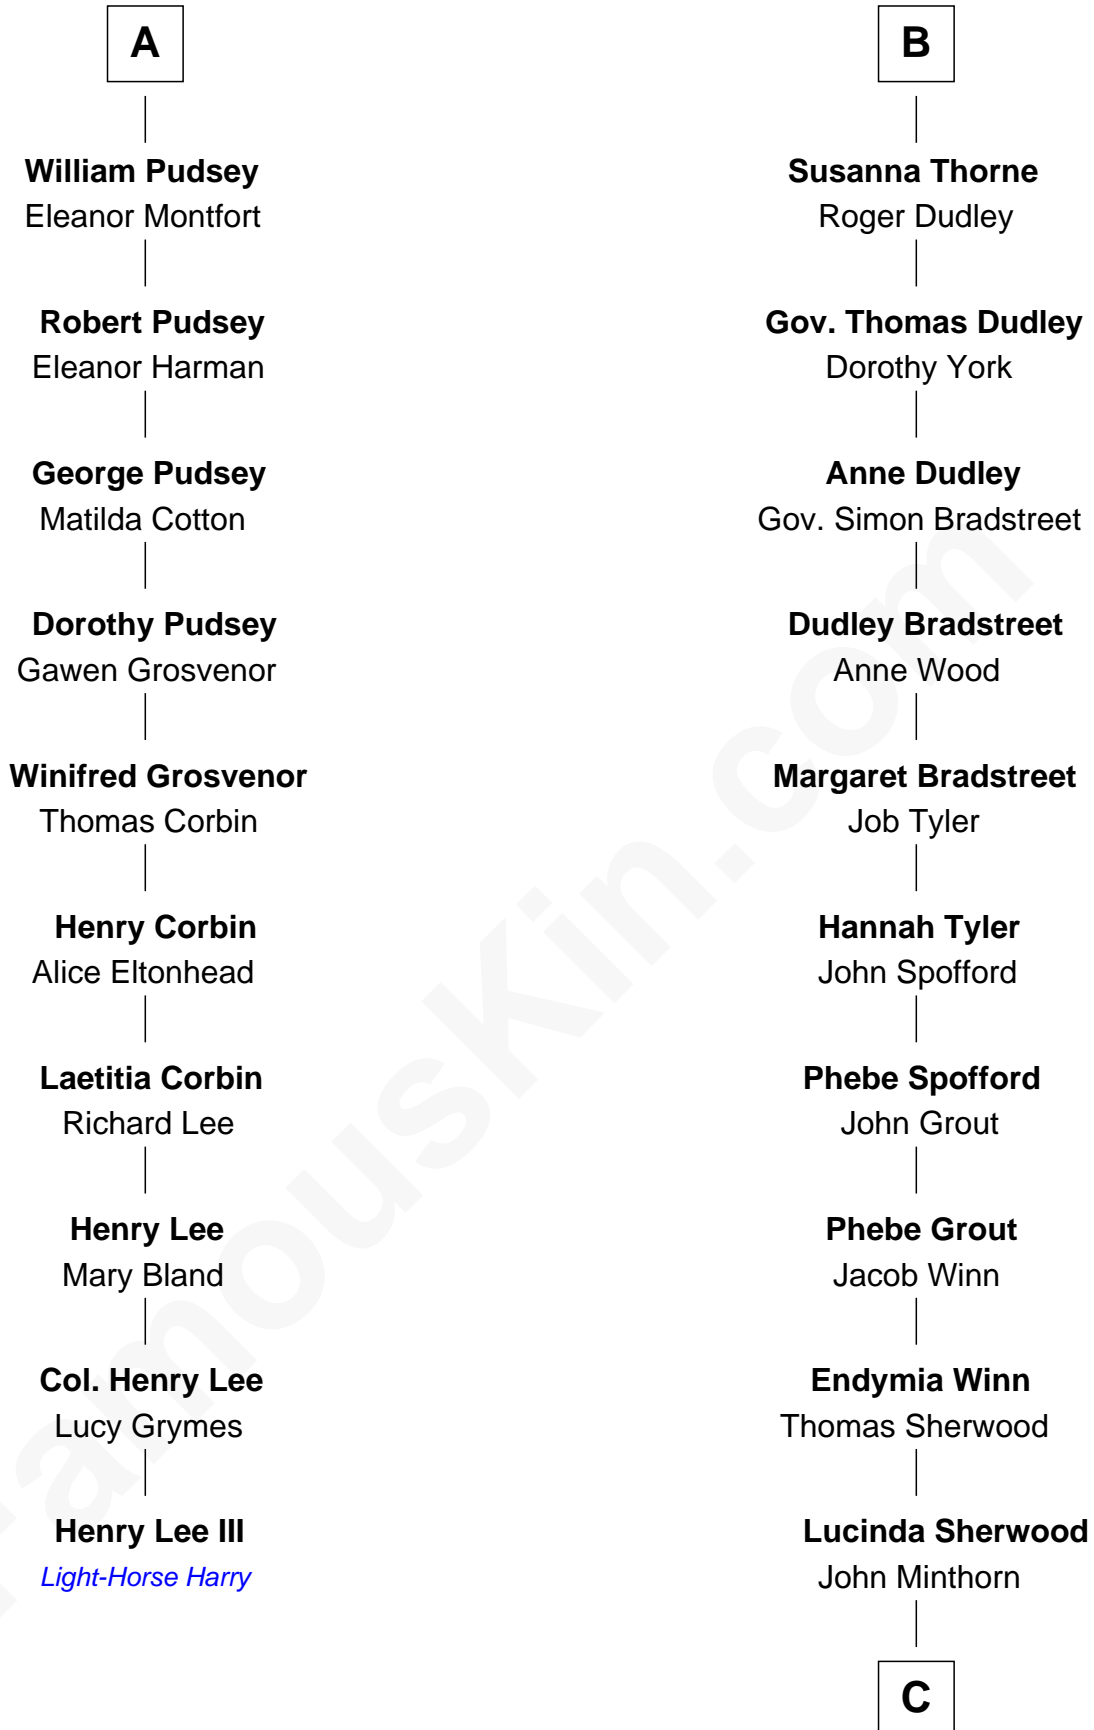 A
William Pudsey
Eleanor Montfort
Robert Pudsey
Eleanor Harman
George Pudsey
Matilda Cotton
Dorothy Pudsey
Gawen Grosvenor
Winifred Grosvenor
Thomas Corbin
Henry Corbin
Alice Eltonhead
Laetitia Corbin
Richard Lee
Henry Lee
Mary Bland
Col. Henry Lee
Lucy Grymes
Henry Lee III
Light-Horse Harry
B
Susanna Thorne
Roger Dudley
Gov. Thomas Dudley
Dorothy York
Anne Dudley
Gov. Simon Bradstreet
Dudley Bradstreet
Anne Wood
Margaret Bradstreet
Job Tyler
Hannah Tyler
John Spofford
Phebe Spofford
John Grout
Phebe Grout
Jacob Winn
Endymia Winn
Thomas Sherwood
Lucinda Sherwood
John Minthorn
C
FamousKin.com